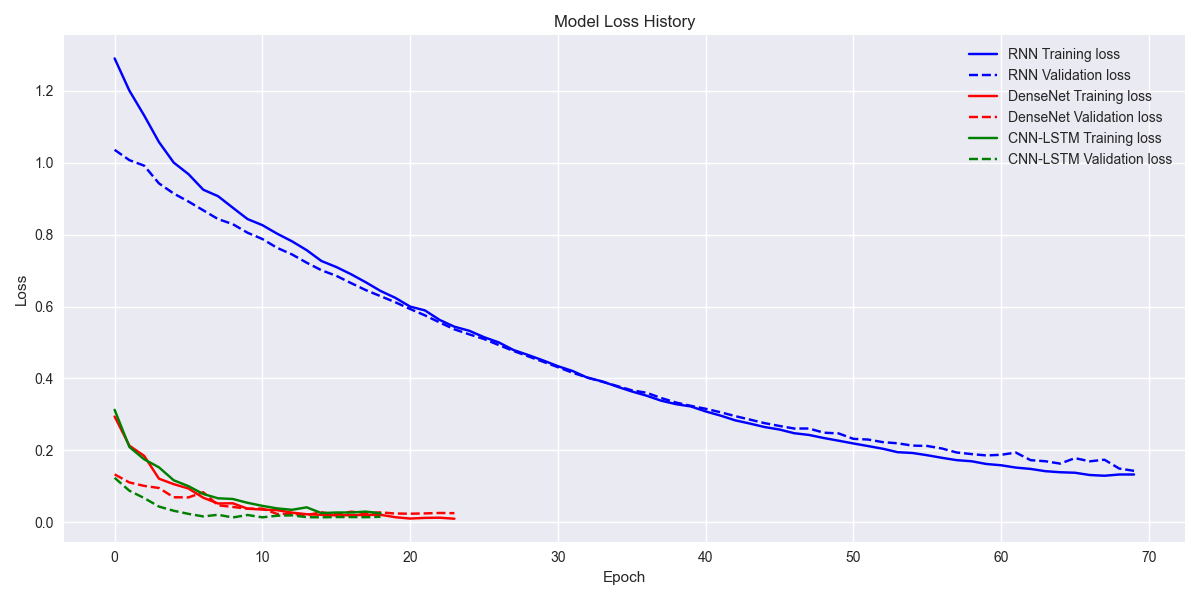 Model Loss History
RNN Training loss
RNN Validation loss
DenseNet Training loss
DenseNet Validation loss
CNN-LSTM Training loss
CNN-LSTM Validation loss
Loss
1.2
1.0
0.8
0.6
0.4
0.2
0.0
0 10 20 30 40 50 60 70
Epoch